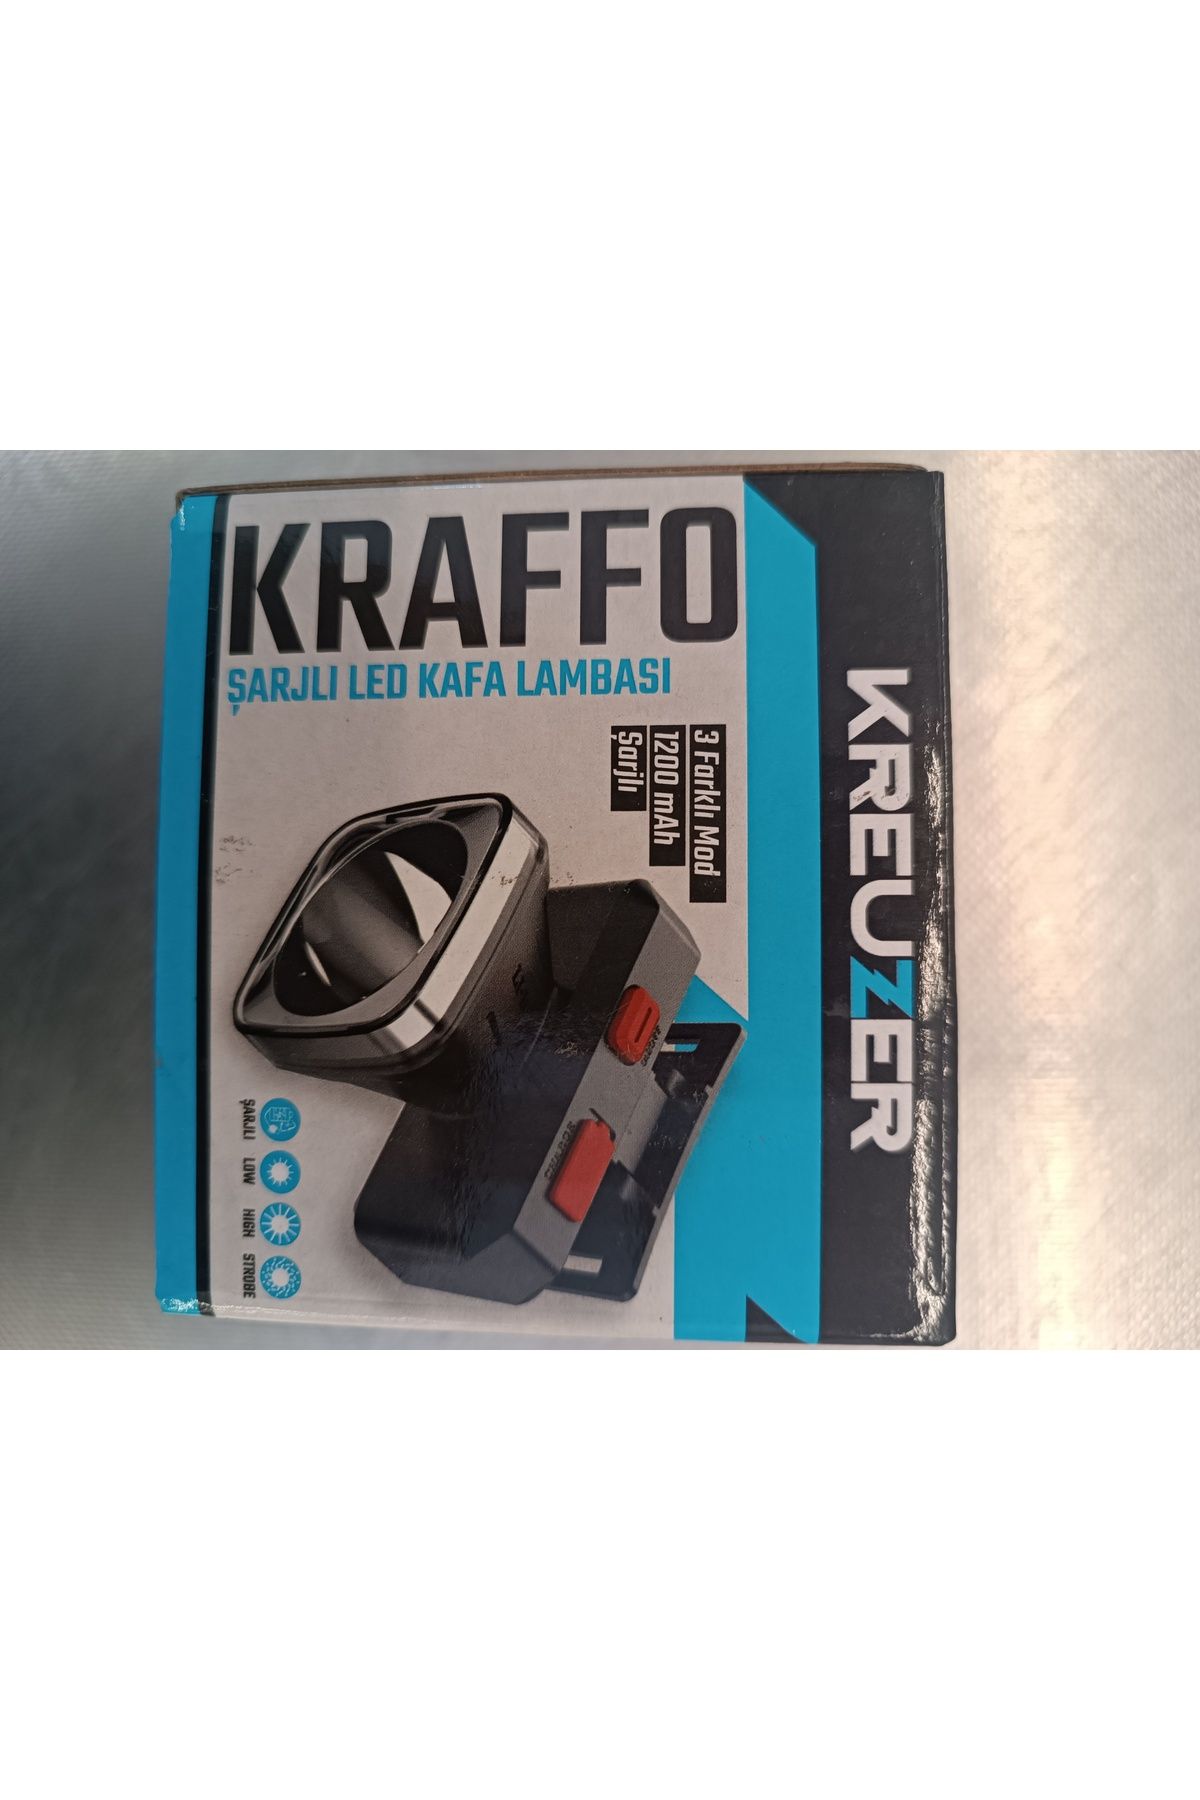 KRAFFO
ŞARJLI LED KAFA LAMBASI
3 Farklı Mod
1200 mAh
Şarjlı
KREUZER
ŞARJLI
LOW
HIGH
STROBE